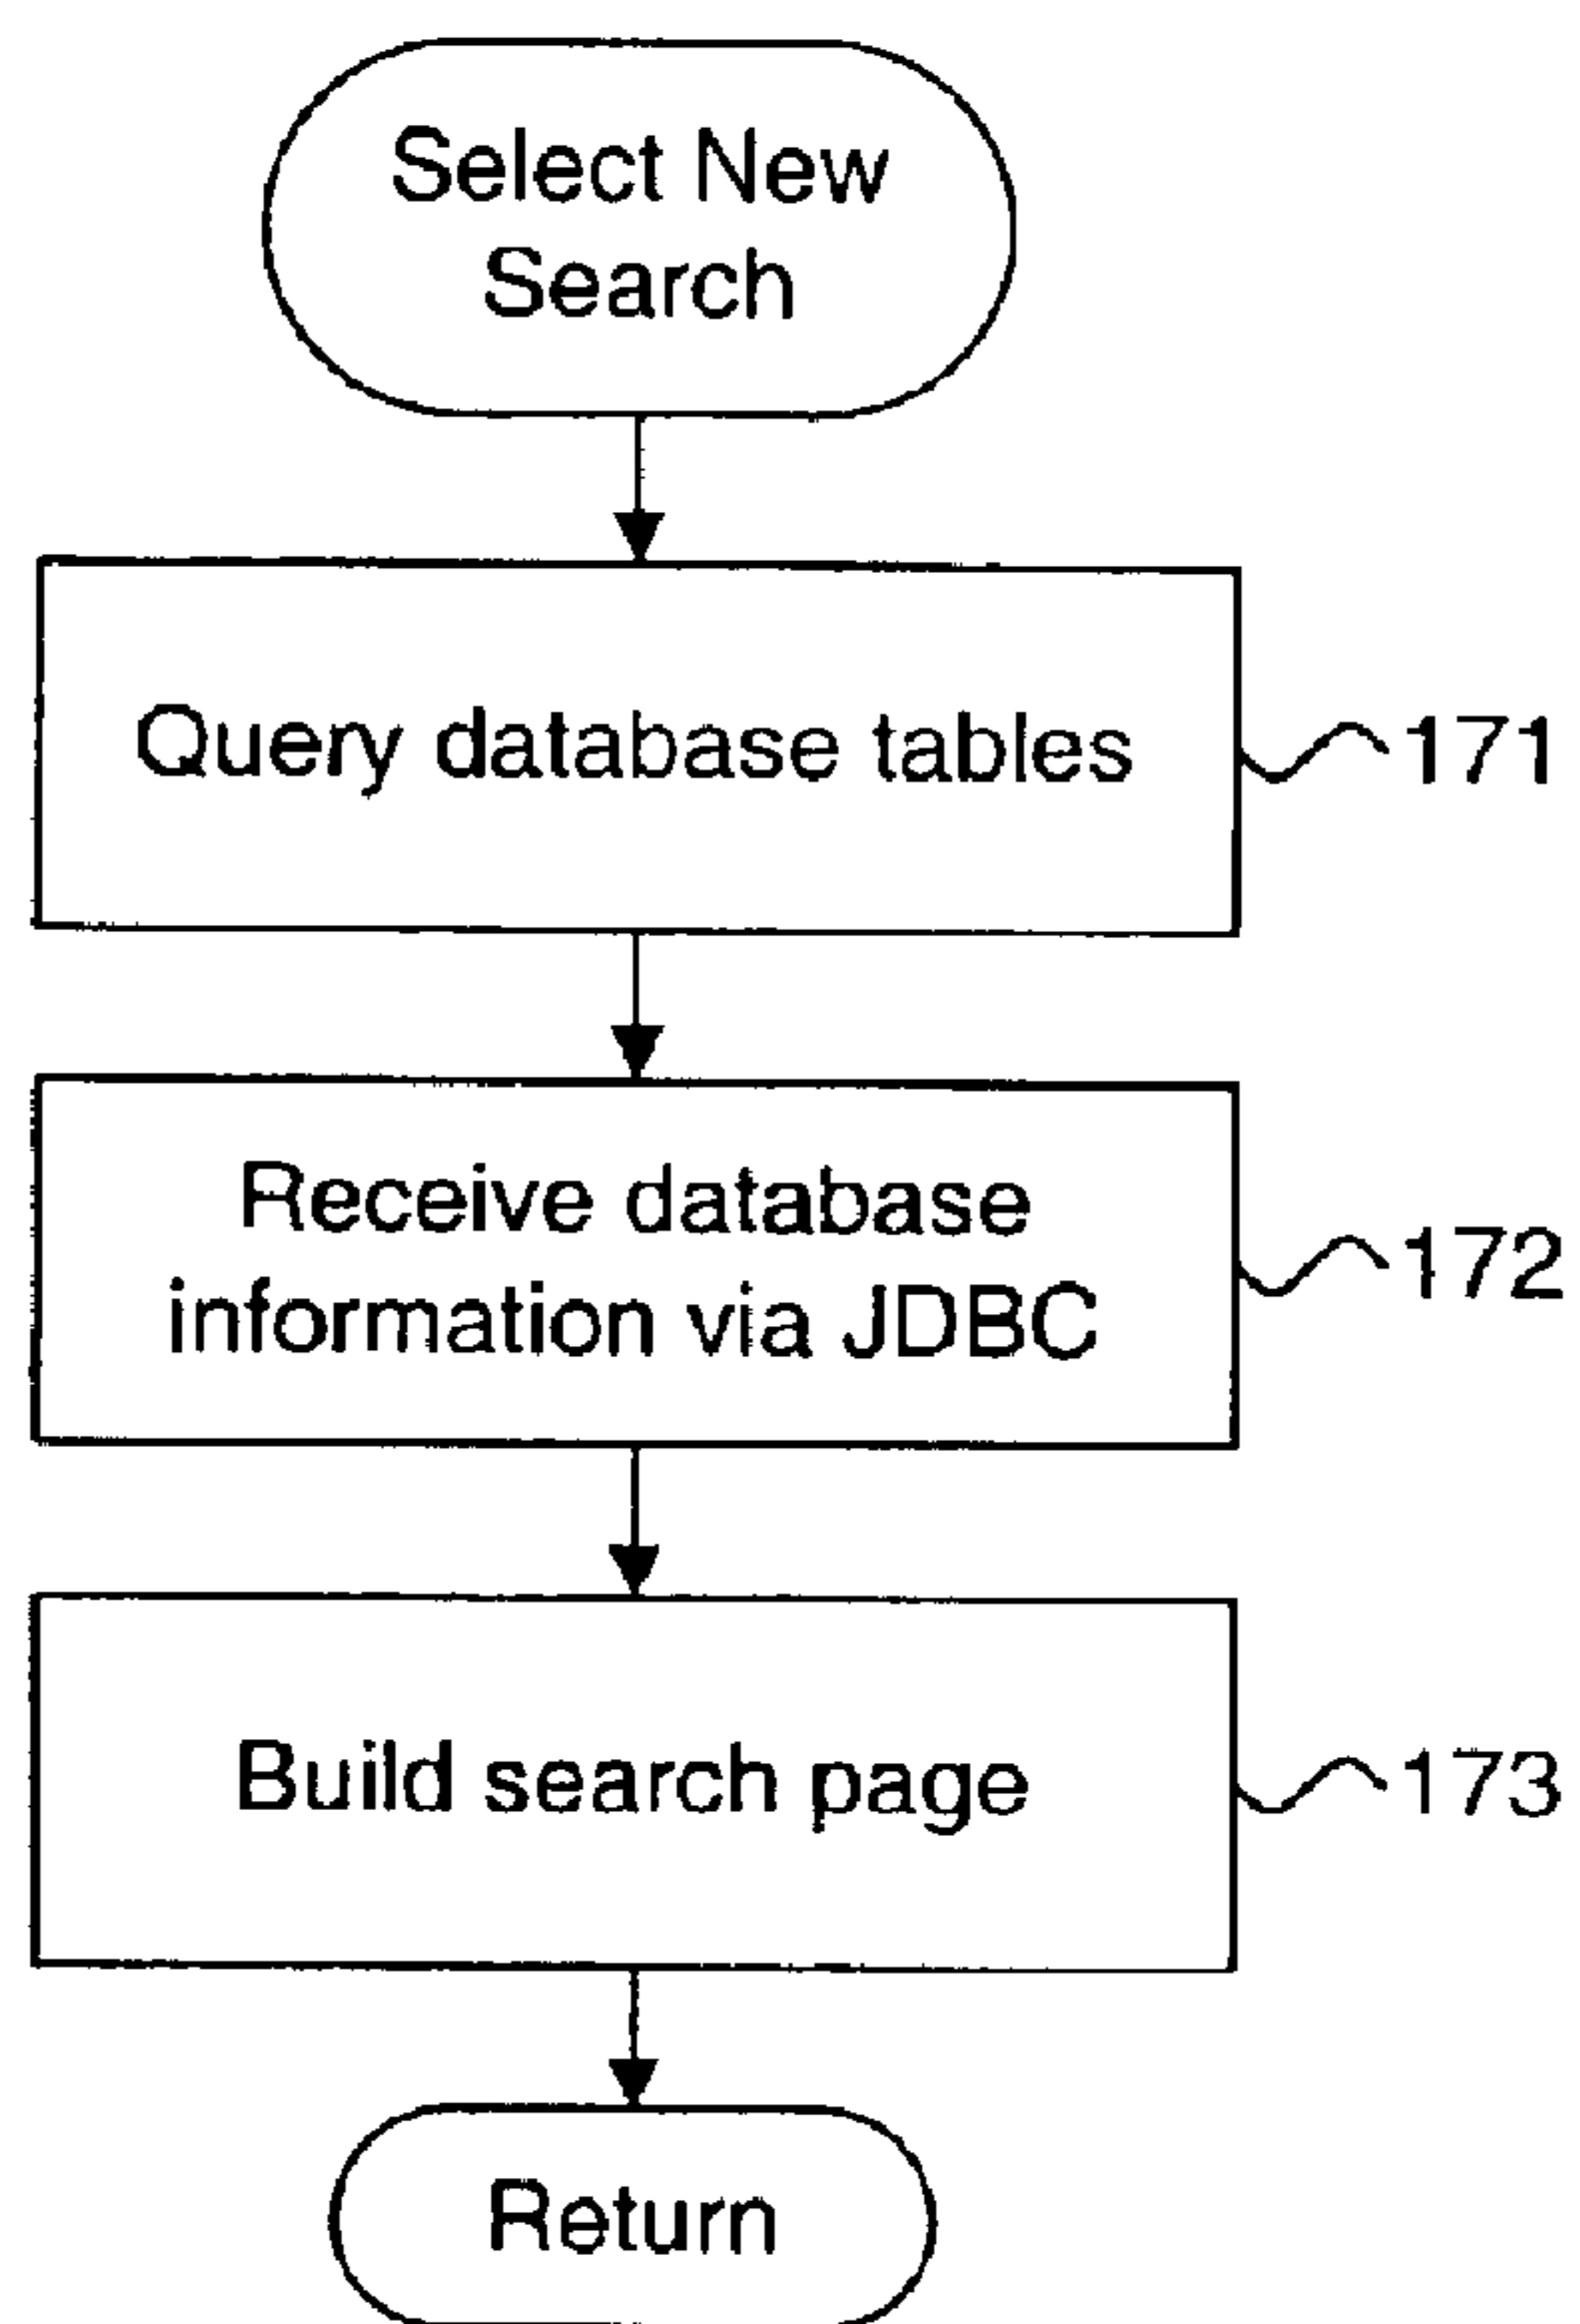 Select New
Search
Query database tables
171
Receive database
information via JDBC
172
Build search page
173
Return